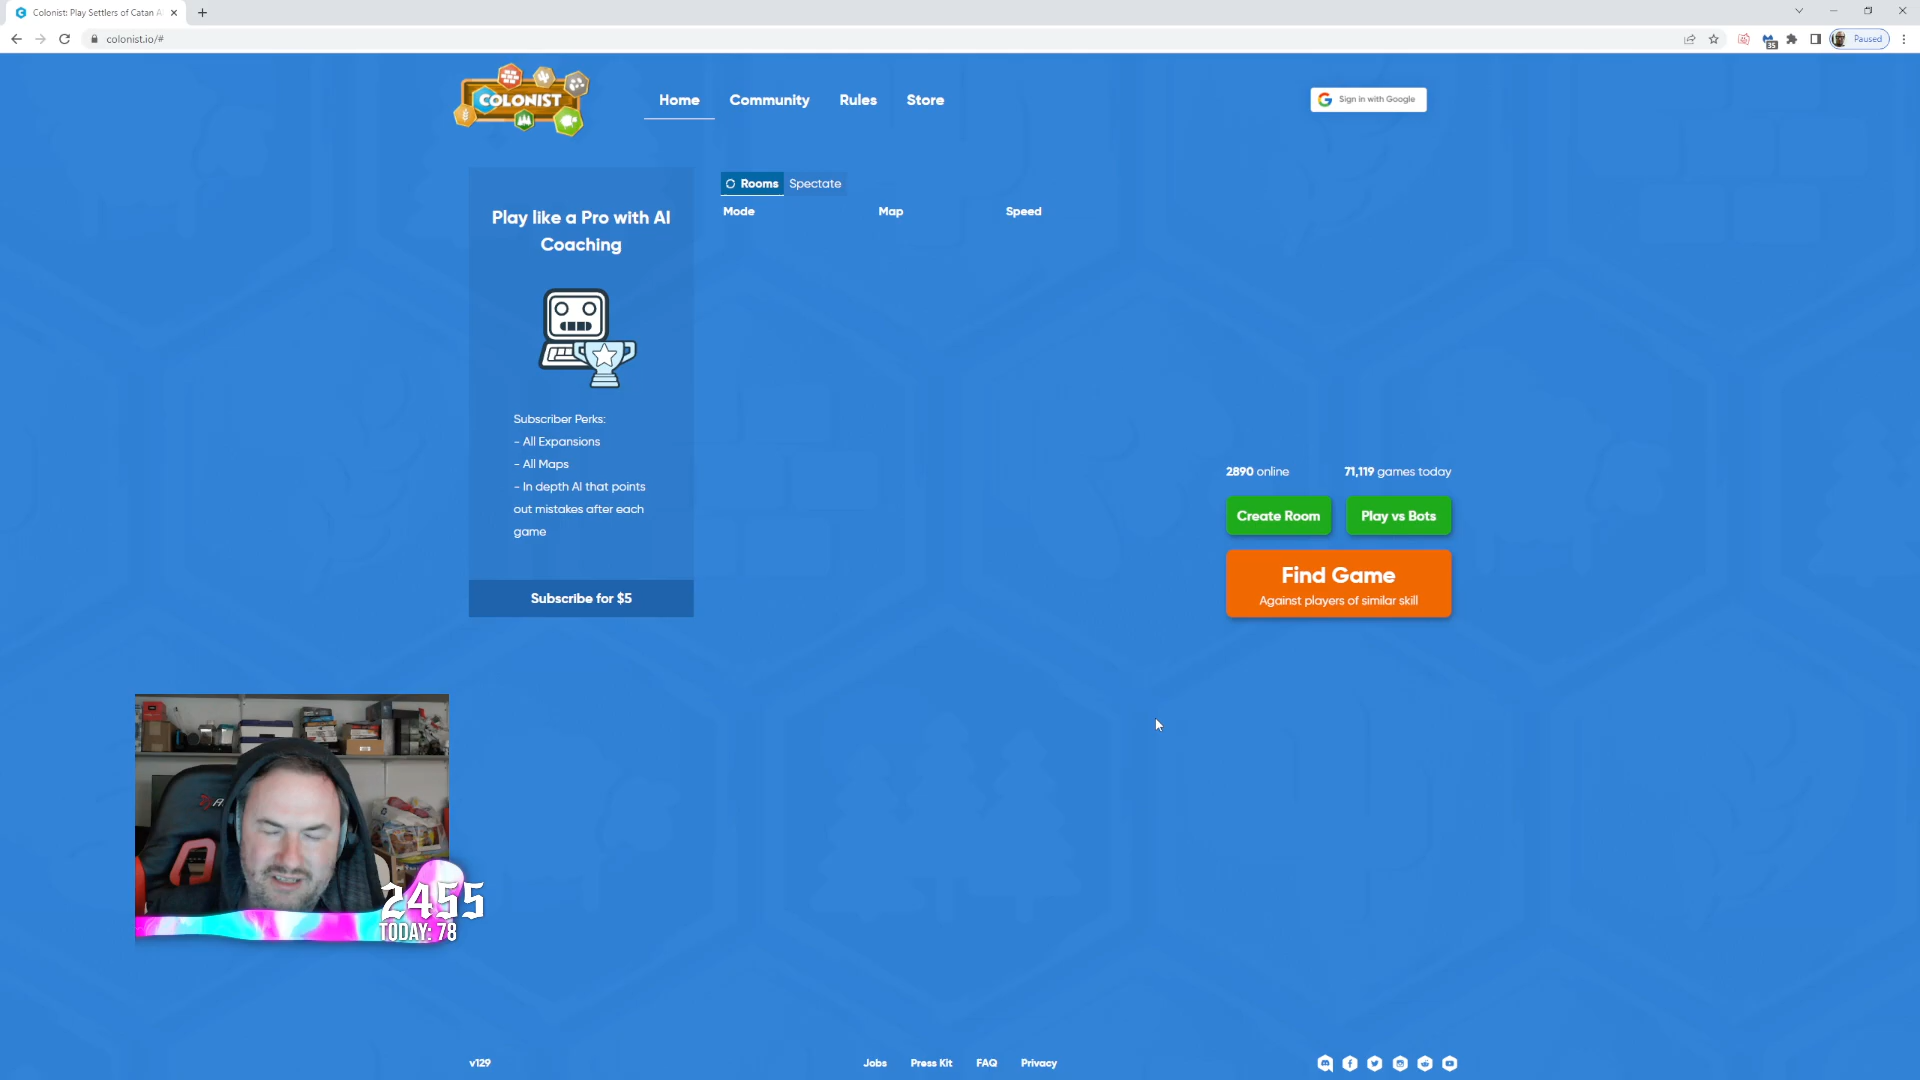 Colonist: Play Settlers of Catan A
colonist.io/#
35
Paused
COLONIST
Home
Community
Rules
Store
Sign in with Google
Play like a Pro with AI
Coaching
Subscriber Perks:
- All Expansions
- All Maps
- In depth AI that points
out mistakes after each
game
Subscribe for $5
Rooms
Spectate
Mode
Map
Speed
2890 online
71,119 games today
Create Room
Play vs Bots
Find Game
Against players of similar skill
2455
TODAY: 78
v129
Jobs
Press Kit
FAQ
Privacy